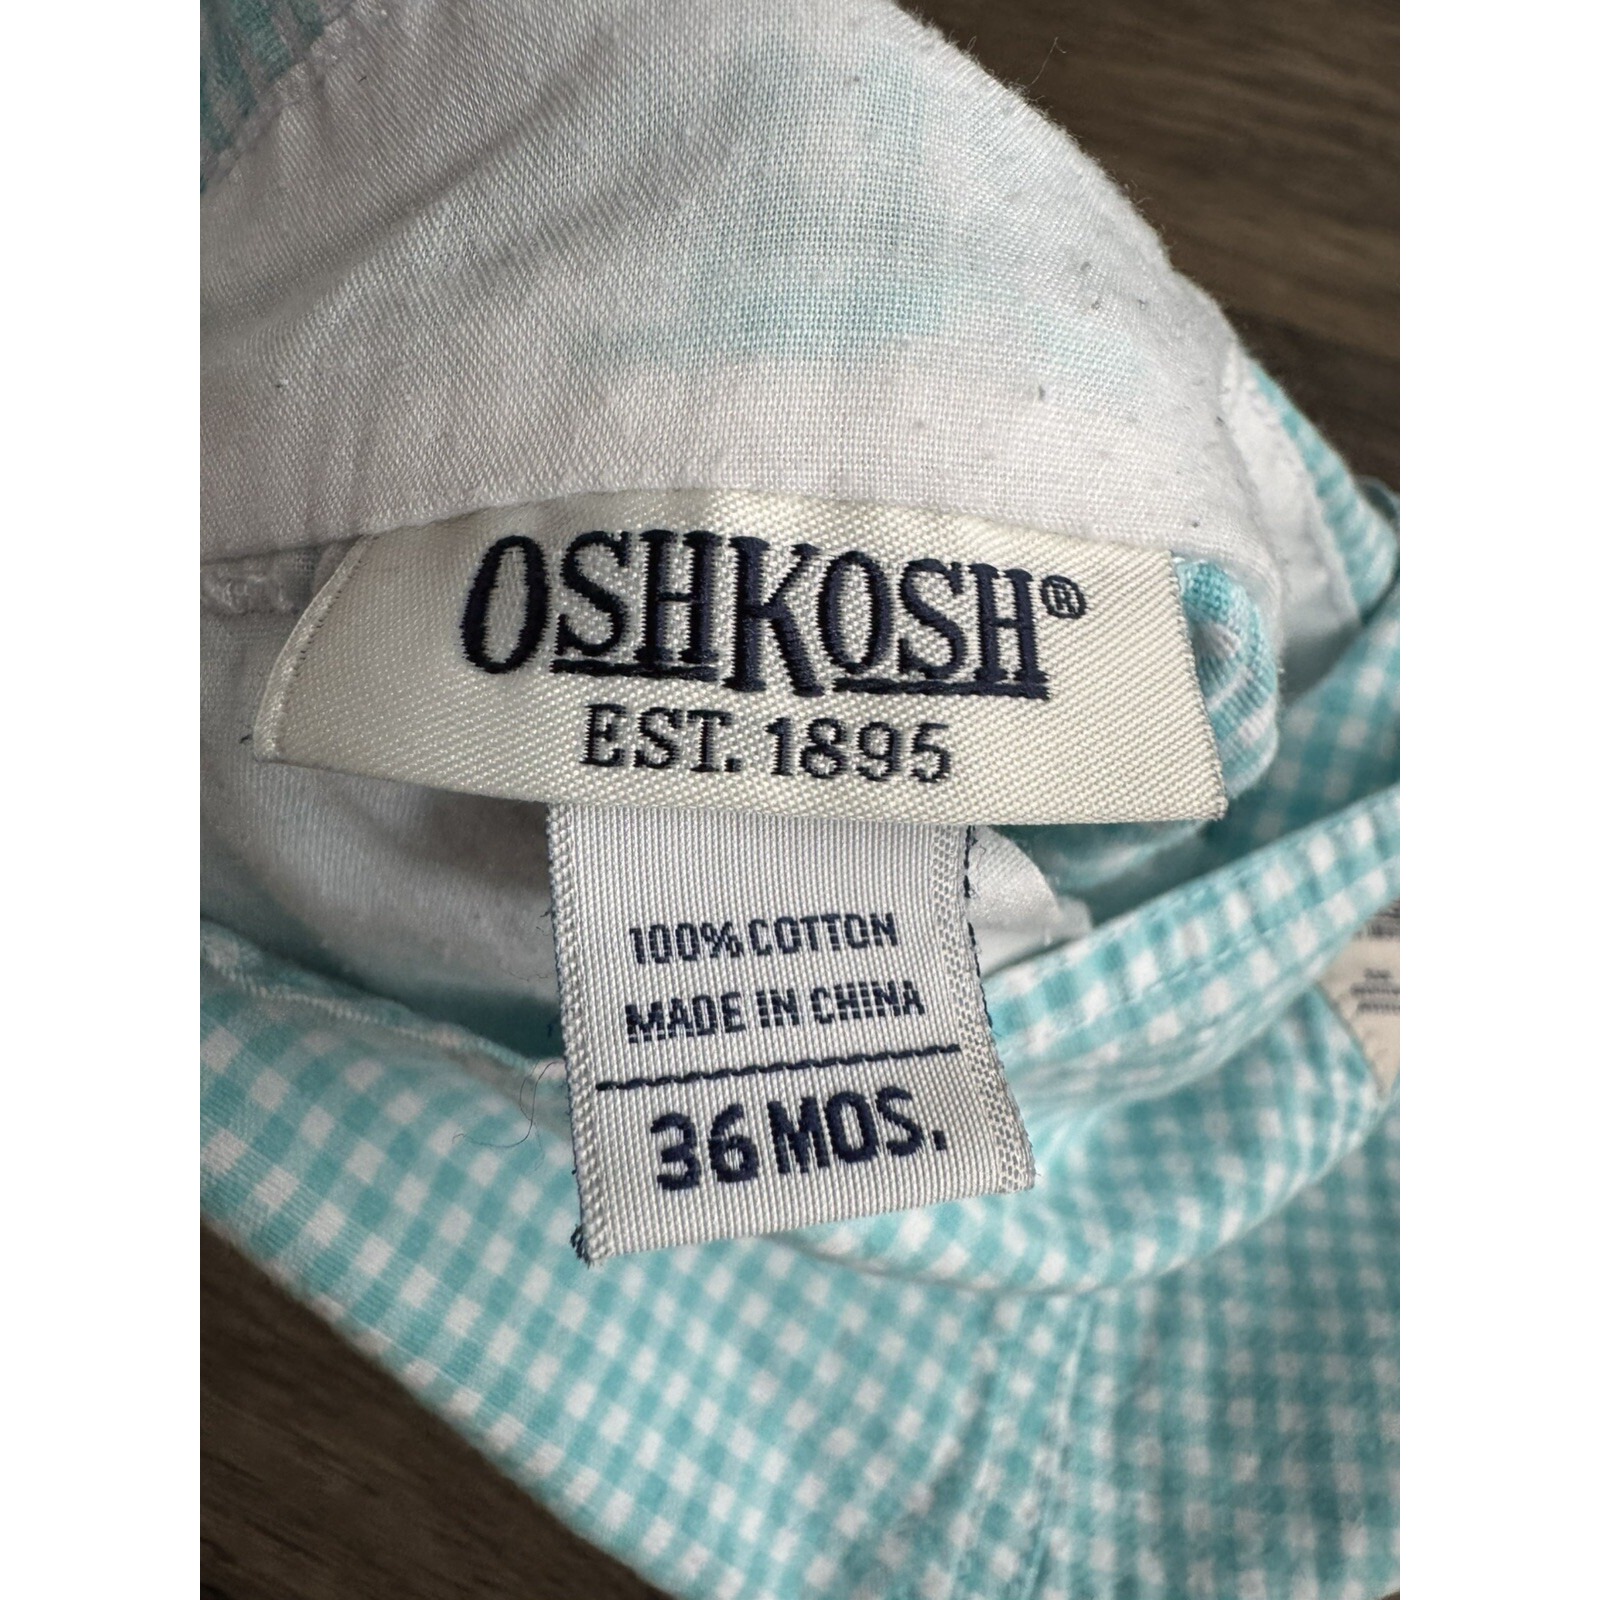 OSHKOSH®
EST. 1895
100% COTTON
MADE IN CHINA
36 MOS.